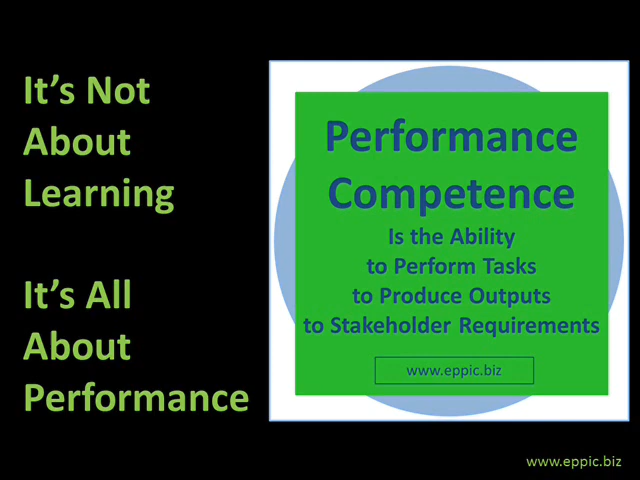 It's Not
About
Learning
It's All
About
Performance
Performance
Competence
Is the Ability
to Perform Tasks
to Produce Outputs
to Stakeholder Requirements
www.eppic.biz
www.eppic.biz